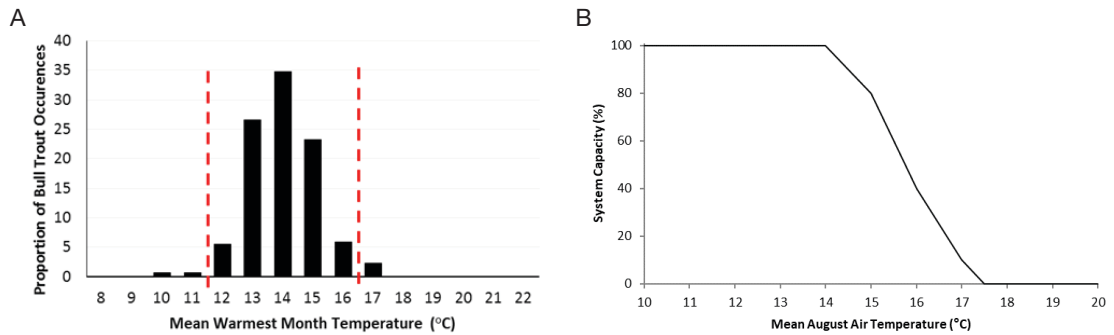 A
Proportion of Bull Trout Occurences
40
35
30
25
20
15
10
5
0
8 9 10 11 12 13 14 15 16 17 18 19 20 21 22
Mean Warmest Month Temperature (°C)
B
System Capacity (%)
100
80
60
40
20
0
10 11 12 13 14 15 16 17 18 19 20
Mean August Air Temperature (°C)